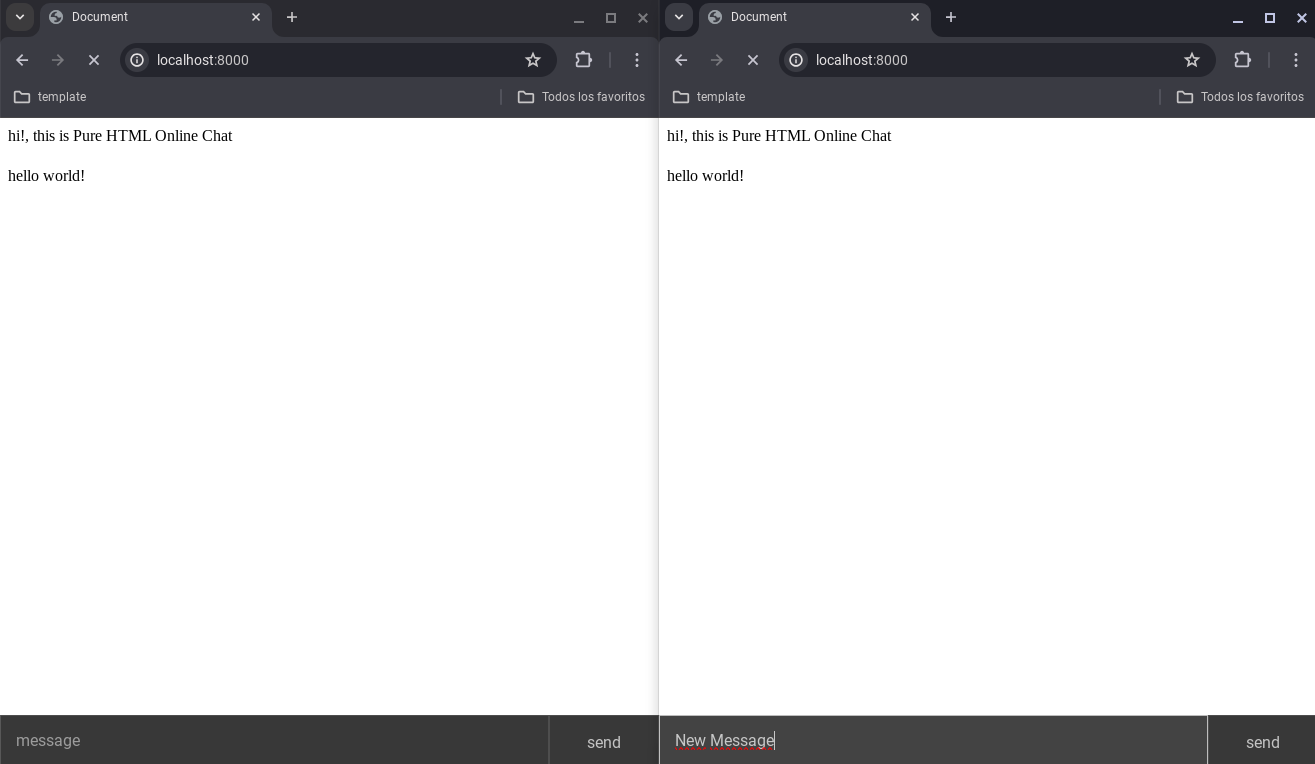 Document
localhost:8000
template
Todos los favoritos
hi!, this is Pure HTML Online Chat
hello world!
message
send
Document
localhost:8000
template
Todos los favoritos
hi!, this is Pure HTML Online Chat
hello world!
New Message
send